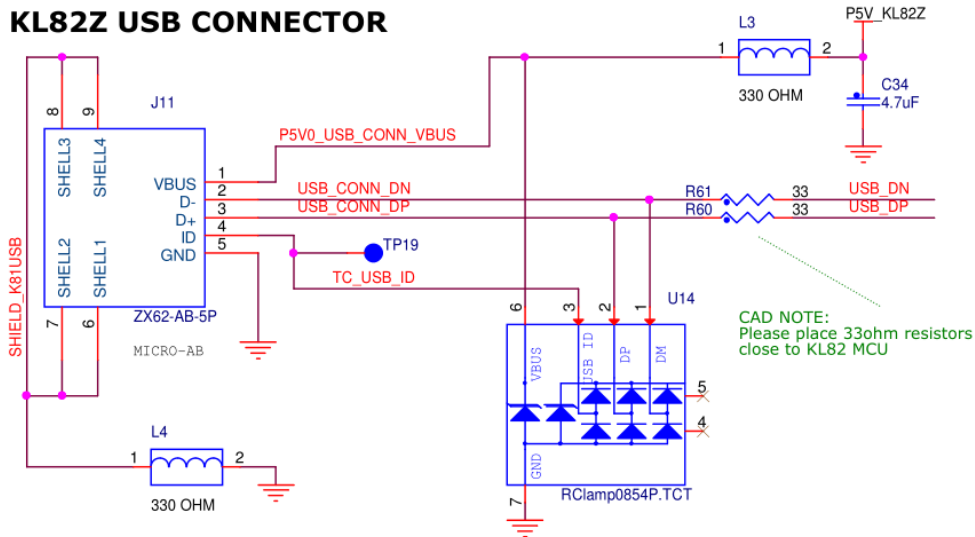 KL82Z USB CONNECTOR
P5V_KL82Z
L3
1
2
330 OHM
C34
4.7uF
J11
8
9
SHELL3
SHELL4
P5V0_USB_CONN_VBUS
VBUS
1
D-
2
USB_CONN_DN
D+
3
USB_CONN_DP
ID
4
GND
5
R61
33
USB_DN
R60
33
USB_DP
TP19
TC_USB_ID
SHELL2
SHELL1
7
6
SHIELD_K81USB
ZX62-AB-5P
MICRO-AB
U14
6
3
2
1
VBUS
USB ID
DP
DM
5
4
GND
7
RClamp0854P.TCT
CAD NOTE:
Please place 33ohm resistors
close to KL82 MCU
L4
1
2
330 OHM